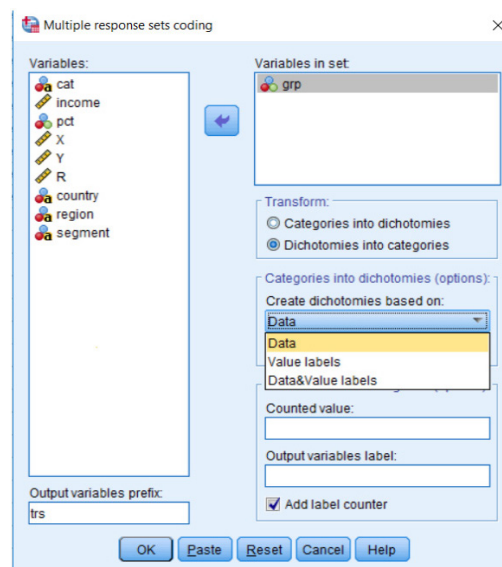 Multiple response sets coding
Variables:
cat
income
pct
X
Y
R
country
region
segment
Output variables prefix:
trs
Variables in set:
grp
Transform:
Categories into dichotomies
Dichotomies into categories
Categories into dichotomies (options):
Create dichotomies based on:
Data
Data
Value labels
Data&Value labels
Counted value:
Output variables label:
Add label counter
OK
Paste
Reset
Cancel
Help